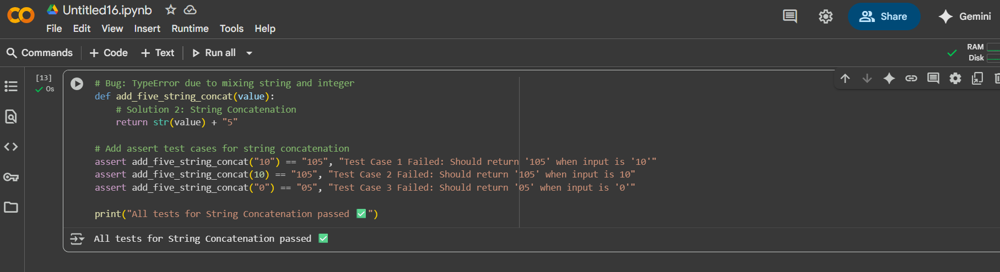 Untitled16.ipynb
File Edit View Insert Runtime Tools Help
Share
Gemini
Commands + Code + Text Run all
RAM
Disk
[13]
0s
# Bug: TypeError due to mixing string and integer
def add_five_string_concat(value):
    # Solution 2: String Concatenation
    return str(value) + "5"
# Add assert test cases for string concatenation
assert add_five_string_concat("10") == "105", "Test Case 1 Failed: Should return '105' when input is '10'"
assert add_five_string_concat(10) == "105", "Test Case 2 Failed: Should return '105' when input is 10"
assert add_five_string_concat("0") == "05", "Test Case 3 Failed: Should return '05' when input is '0'"
print("All tests for String Concatenation passed ✅")
All tests for String Concatenation passed ✅